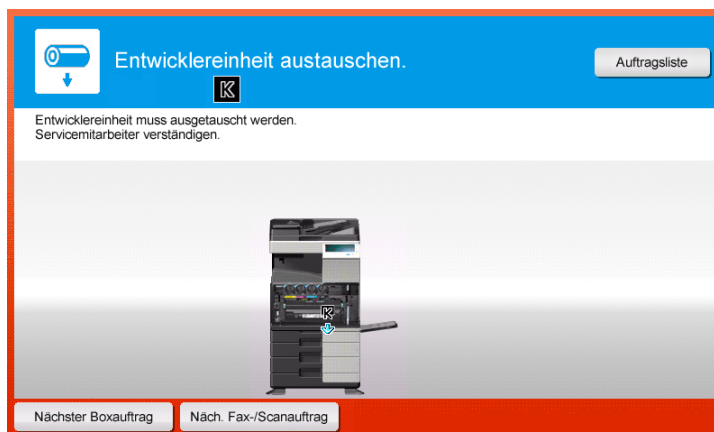 Entwicklereinheit austauschen.
Auftragsliste
K
Entwicklereinheit muss ausgetauscht werden.
Servicemitarbeiter verständigen.
K
Nächster Boxauftrag
Näch. Fax-/Scanauftrag